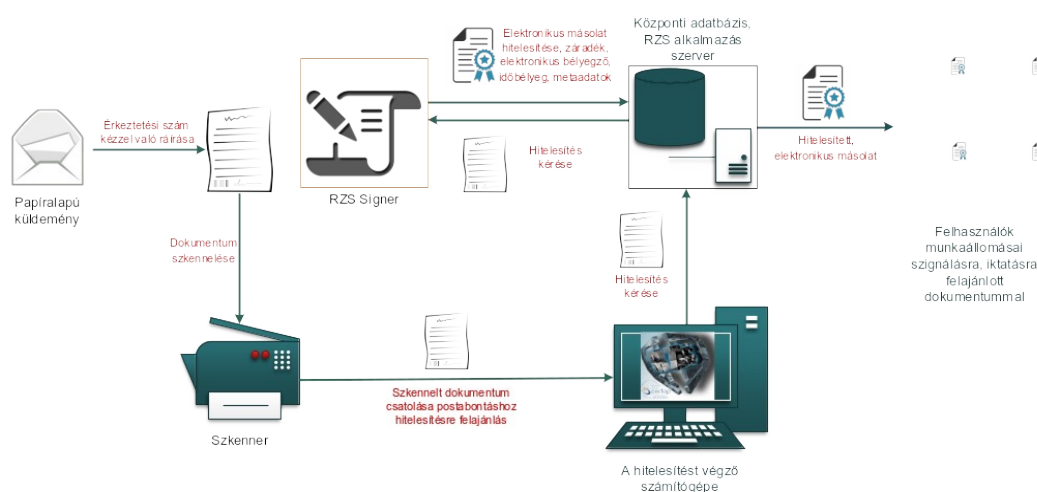 Elektronikus másolat
hitelesítése, záradék,
elektronikus bélyegző,
időbélyeg, metaadatok
Központi adatbázis,
RZS alkalmazás
szerver
Érkeztetési szám
kézzel való ráírása
Hitelesítés
kérése
Hitelesített,
elektronikus másolat
Papíralapú
küldemény
RZS Signer
Dokumentum
szkennelése
Hitelesítés
kérése
Felhasználók
munkaállomásai
szignálásra, iktatásra
felajánlott
dokumentummal
Szkennelt dokumentum
csatolása postabontáshoz
hitelesítésre felajánlás
Szkenner
A hitelesítést végző
számítógépe